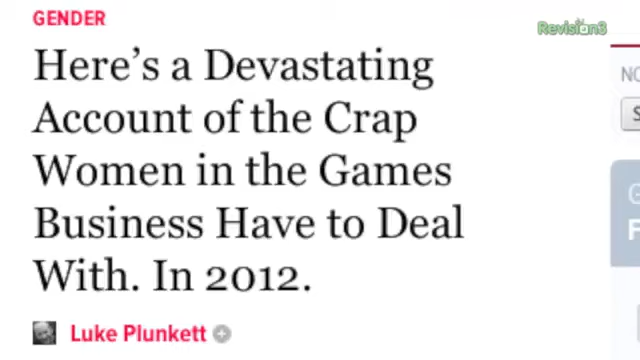 GENDER
Revision3
Here's a Devastating
Account of the Crap
Women in the Games
Business Have to Deal
With. In 2012.
Luke Plunkett